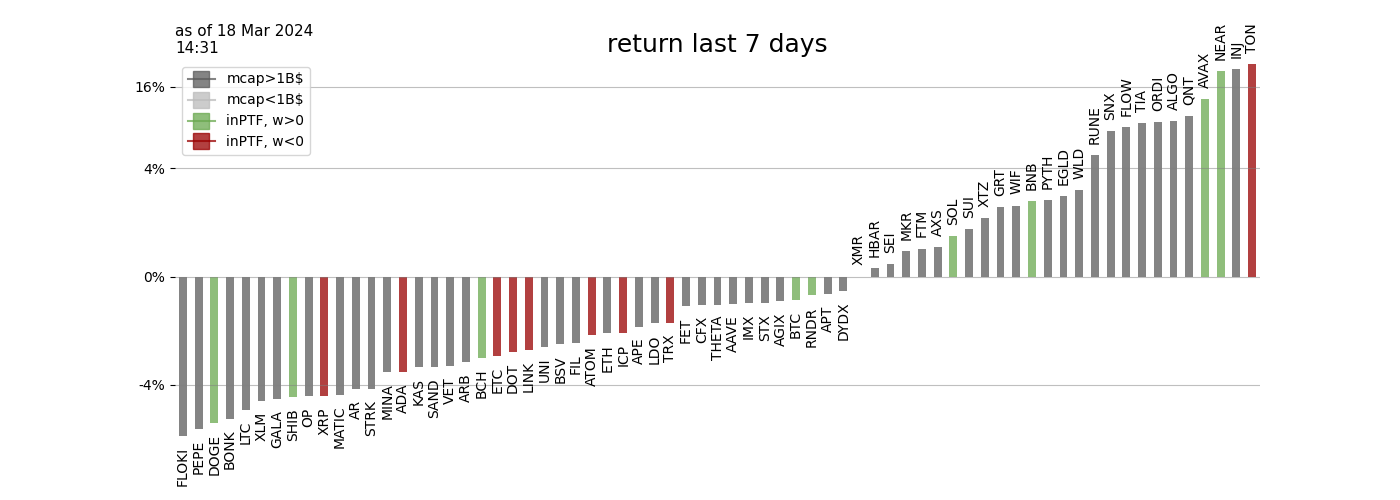 as of 18 Mar 2024
14:31
return last 7 days
mcap>1B$
mcap<1B$
inPTF, w>0
inPTF, w<0
16%
4%
0%
-4%
FLOKI
PEPE
DOGE
BONK
LTC
XLM
GALA
SHIB
OP
XRP
MATIC
AR
STRK
MINA
ADA
KAS
SAND
VET
ARB
BCH
ETC
DOT
LINK
UNI
BSV
FIL
ATOM
ETH
ICP
APE
LDO
TRX
FET
CFX
THETA
AAVE
IMX
STX
AGIX
BTC
RNDR
APT
DYDX
XMR
HBAR
SEI
MKR
FTM
AXS
SOL
SUI
XTZ
GRT
WIF
BNB
PYTH
EGLD
WLD
RUNE
SNX
FLOW
TIA
ORDI
ALGO
QNT
AVAX
NEAR
INJ
TON